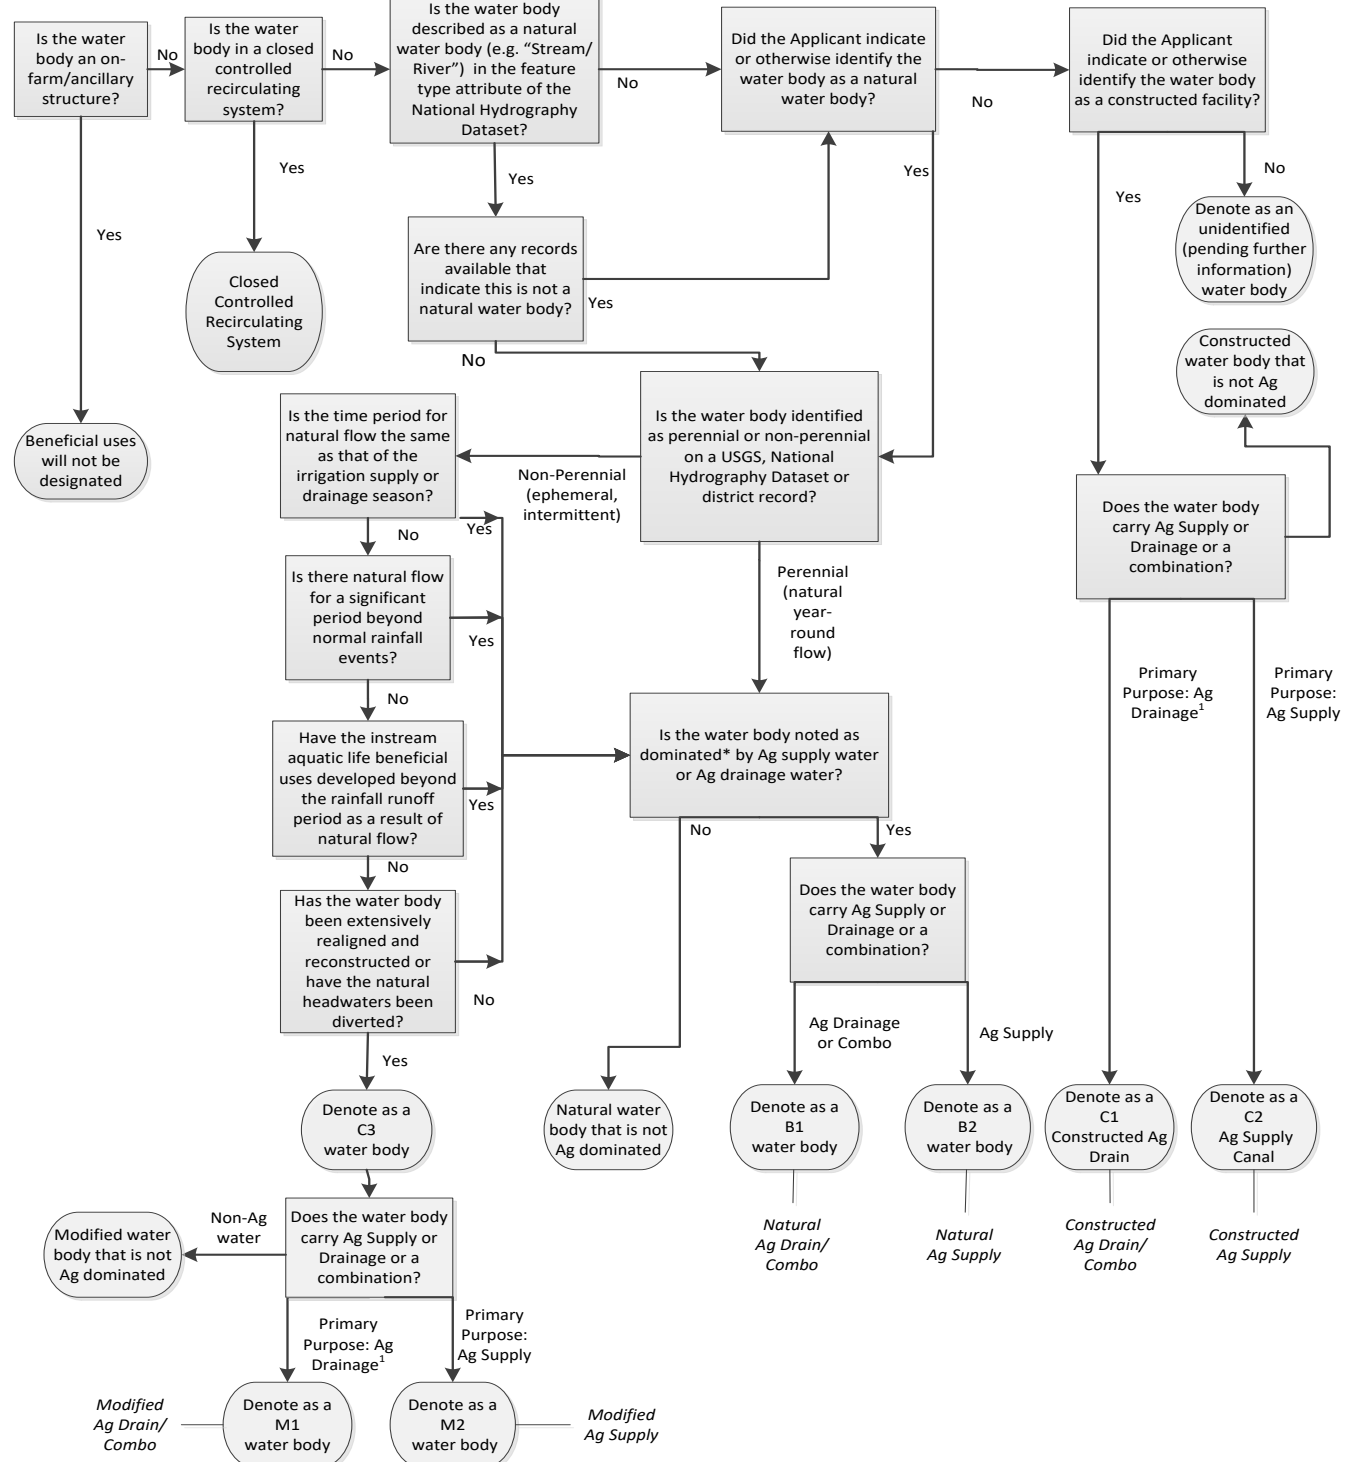 Is the water
body an on-
farm/ancillary
structure?
No
Is the water
body in a closed
controlled
recirculating
system?
No
Is the water body
described as a natural
water body (e.g. “Stream/
River”) in the feature
type attribute of the
National Hydrography
Dataset?
No
Did the Applicant indicate
or otherwise identify the
water body as a natural
water body?
No
Did the Applicant
indicate or otherwise
identify the water body
as a constructed facility?
Yes
Yes
Yes
Yes
Yes
No
Denote as an
unidentified
(pending further
information)
water body
Closed
Controlled
Recirculating
System
Are there any records
available that
indicate this is not a
natural water body?
Yes
No
Constructed
water body that
is not Ag
dominated
Beneficial uses
will not be
designated
Is the time period for
natural flow the same
as that of the
irrigation supply or
drainage season?
Non-Perennial
(ephemeral,
intermittent)
Is the water body identified
as perennial or non-perennial
on a USGS, National
Hydrography Dataset or
district record?
Does the water body
carry Ag Supply or
Drainage or a
combination?
Yes
No
Is there natural flow
for a significant
period beyond
normal rainfall
events?
Yes
No
Perennial
(natural
year-
round
flow)
Primary
Purpose: Ag
Drainage1
Primary
Purpose:
Ag Supply
Have the instream
aquatic life beneficial
uses developed beyond
the rainfall runoff
period as a result of
natural flow?
Yes
No
Is the water body noted as
dominated* by Ag supply water
or Ag drainage water?
No
Yes
Has the water body
been extensively
realigned and
reconstructed or
have the natural
headwaters been
diverted?
No
Yes
Does the water body
carry Ag Supply or
Drainage or a
combination?
Ag Drainage
or Combo
Ag Supply
Denote as a
C3
water body
Natural water
body that is not
Ag dominated
Denote as a
B1
water body
Denote as a
B2
water body
Denote as a
C1
Constructed Ag
Drain
Denote as a
C2
Ag Supply
Canal
Natural
Ag Drain/
Combo
Natural
Ag Supply
Constructed
Ag Drain/
Combo
Constructed
Ag Supply
Modified water
body that is not
Ag dominated
Non-Ag
water
Does the water body
carry Ag Supply or
Drainage or a
combination?
Primary
Purpose: Ag
Drainage1
Primary
Purpose:
Ag Supply
Modified
Ag Drain/
Combo
Denote as a
M1
water body
Denote as a
M2
water body
Modified
Ag Supply